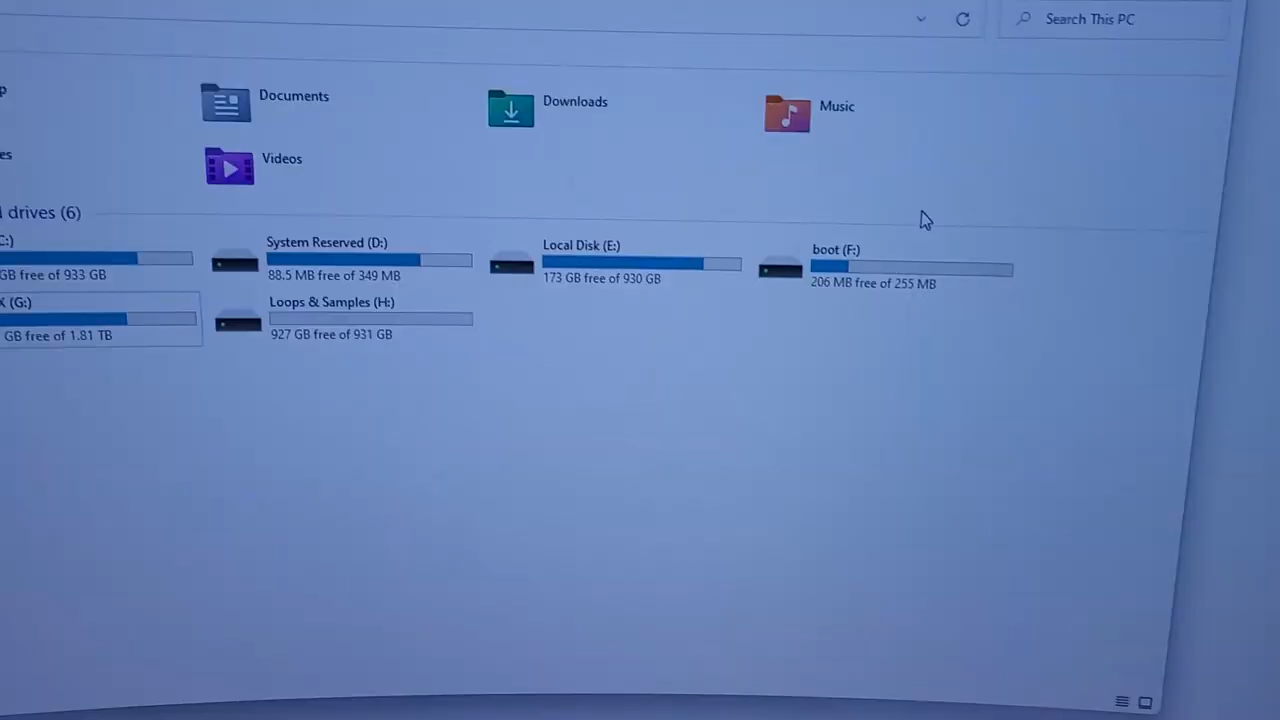 Search This PC
p
Documents
Downloads
Music
es
Videos
drives (6)
C:)
System Reserved (D:)
Local Disk (E:)
boot (F:)
GB free of 933 GB
88.5 MB free of 349 MB
173 GB free of 930 GB
206 MB free of 255 MB
X (G:)
Loops & Samples (H:)
GB free of 1.81 TB
927 GB free of 931 GB